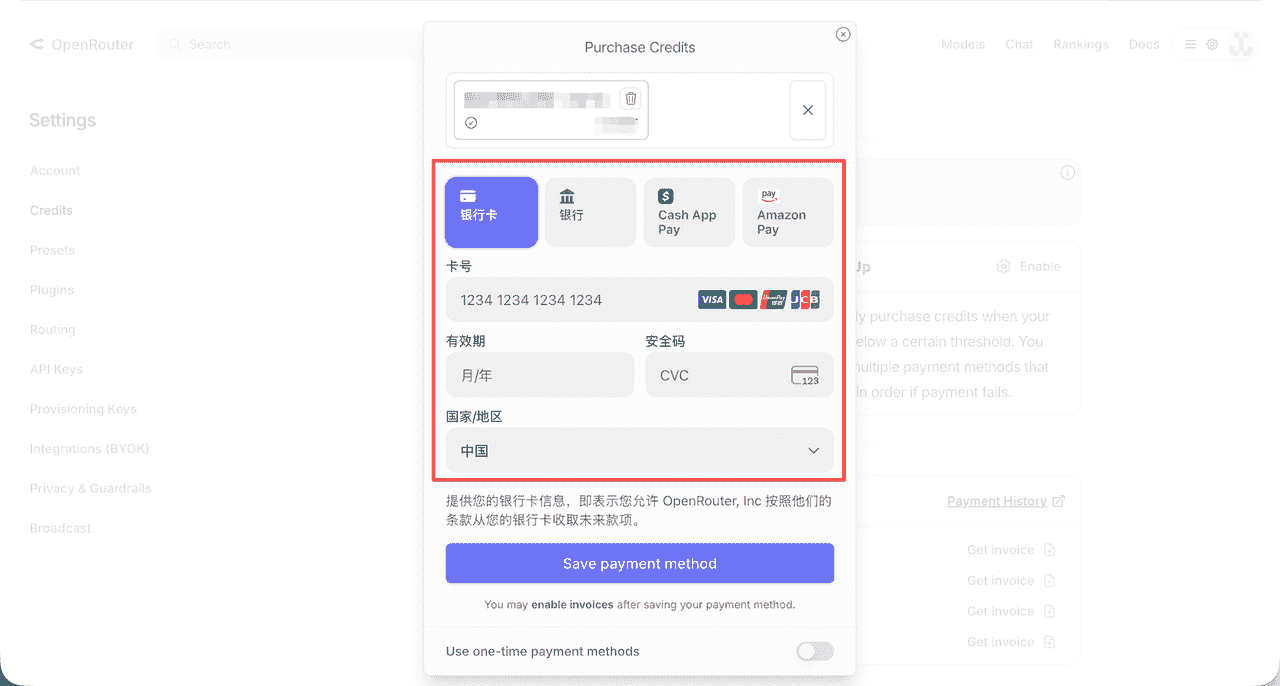 OpenRouter
Search
Models
Chat
Rankings
Docs
Settings
Account
Credits
Presets
Plugins
Routing
API Keys
Provisioning Keys
Integrations (BYOK)
Privacy & Guardrails
Broadcast
Purchase Credits
银行卡
银行
Cash App
Pay
pay
Amazon
Pay
卡号
1234 1234 1234 1234
VISA
UnionPay
银联
JCB
有效期
安全码
月/年
CVC
123
国家/地区
中国
提供您的银行卡信息，即表示您允许 OpenRouter, Inc 按照他们的
条款从您的银行卡收取未来款项。
Save payment method
You may enable invoices after saving your payment method.
Use one-time payment methods
Up
Enable
ly purchase credits when your
elow a certain threshold. You
nultiple payment methods that
in order if payment fails.
Payment History
Get invoice
Get invoice
Get invoice
Get invoice